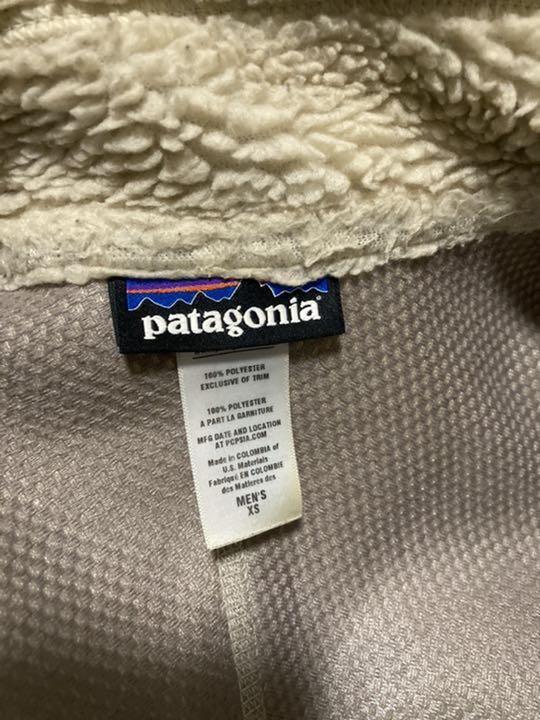 patagonia®
100% POLYESTER
EXCLUSIVE OF TRIM
100% POLYESTER
A PART LA GARNITURE
MFG DATE AND LOCATION
AT PCPSIA.COM
Made in COLOMBIA of
U.S. Materials
Fabriqué EN COLOMBIE
des Matieres des
MEN'S
XS